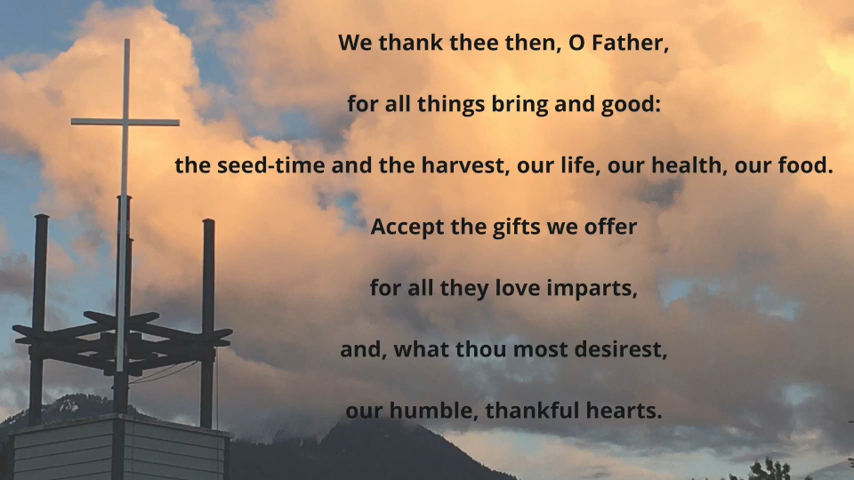 We thank thee then, O Father,
for all things bring and good:
the seed-time and the harvest, our life, our health, our food.
Accept the gifts we offer
for all they love imparts,
and, what thou most desirest,
our humble, thankful hearts.